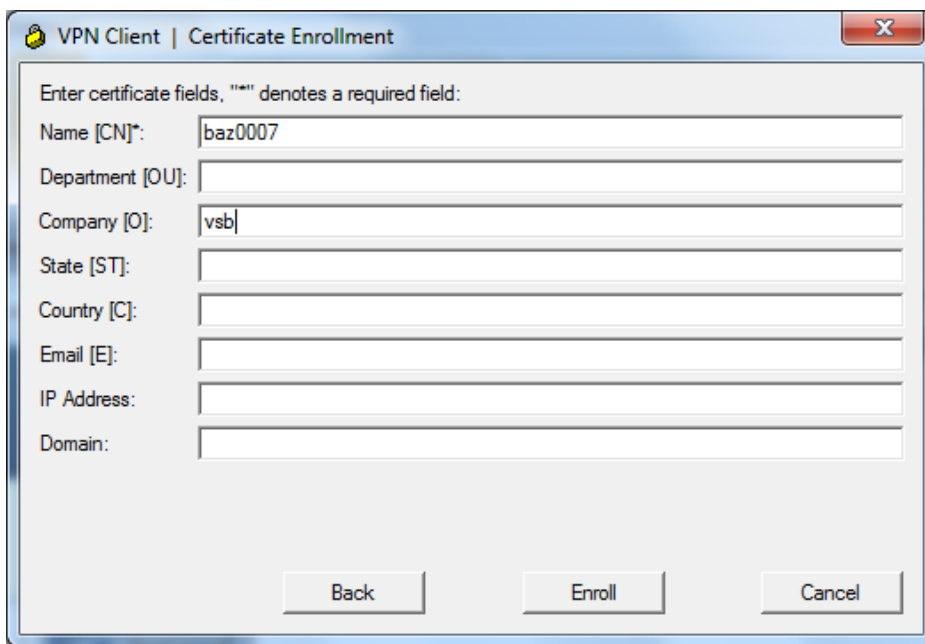 VPN Client | Certificate Enrollment
Enter certificate fields, "*" denotes a required field:
Name [CN]*: baz0007
Department [OU]:
Company [O]: vsb
State [ST]:
Country [C]:
Email [E]:
IP Address:
Domain:
Back Enroll Cancel